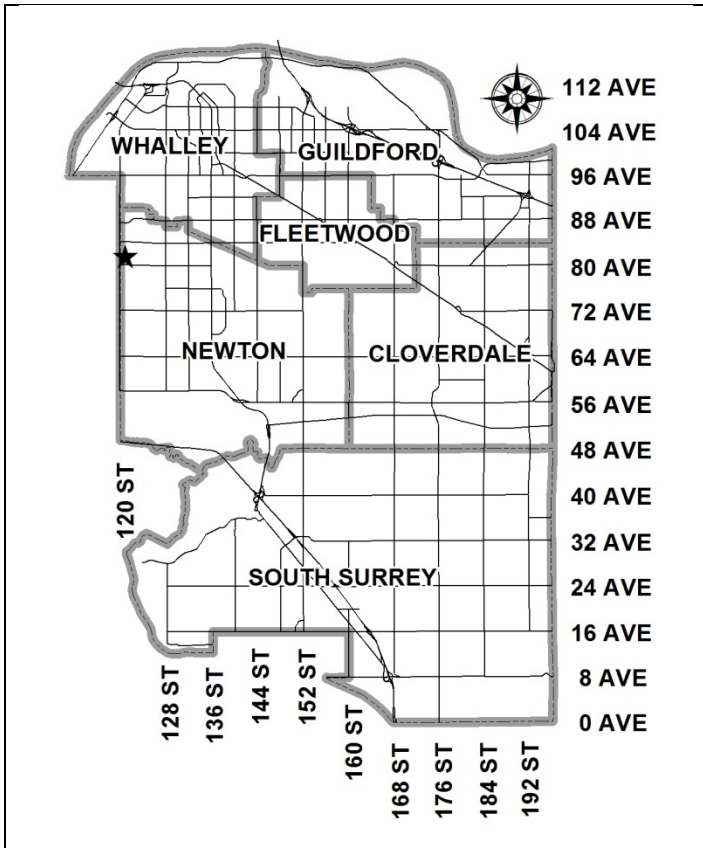 112 AVE
104 AVE
WHALLEY
GUILDFORD
96 AVE
88 AVE
FLEETWOOD
80 AVE
72 AVE
NEWTON
CLOVERDALE
64 AVE
56 AVE
48 AVE
120 ST
40 AVE
32 AVE
SOUTH SURREY
24 AVE
16 AVE
128 ST
136 ST
144 ST
152 ST
160 ST
8 AVE
0 AVE
168 ST
176 ST
184 ST
192 ST